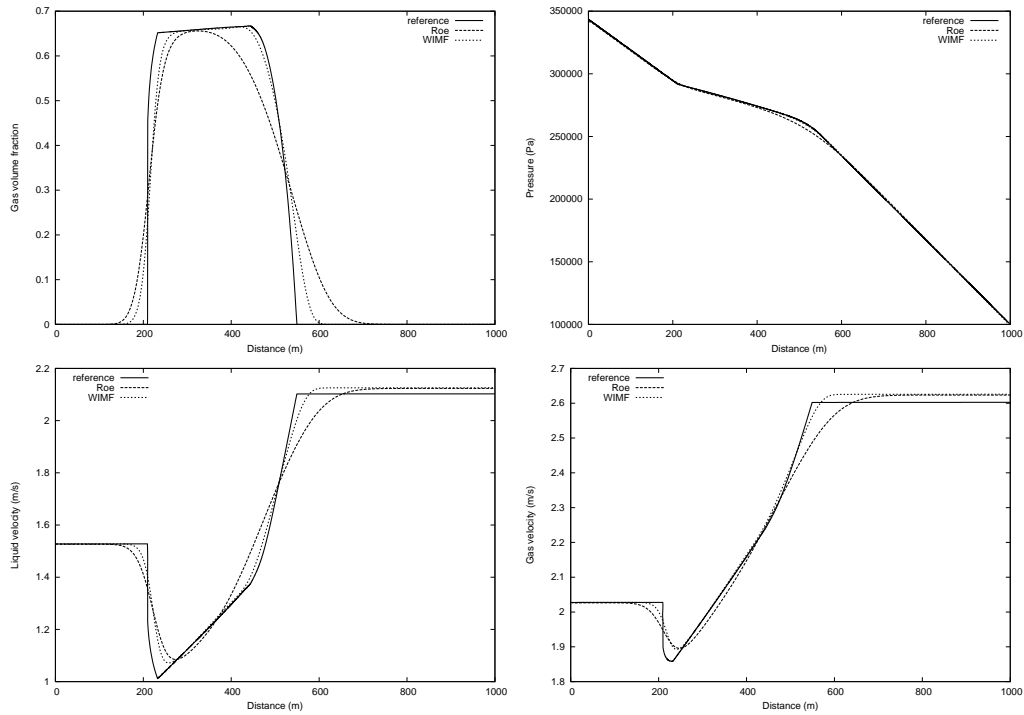 0.7
0.6
0.5
0.4
0.3
0.2
0.1
0
0 200 400 600 800 1000
Gas volume fraction
Distance (m)
reference
Roe
WIMF
350000
300000
250000
200000
150000
100000
0 200 400 600 800 1000
Pressure (Pa)
Distance (m)
reference
Roe
WIMF
2.2
2
1.8
1.6
1.4
1.2
1
0 200 400 600 800 1000
Liquid velocity (m/s)
Distance (m)
reference
Roe
WIMF
2.7
2.6
2.5
2.4
2.3
2.2
2.1
2
1.9
1.8
0 200 400 600 800 1000
Gas velocity (m/s)
Distance (m)
reference
Roe
WIMF